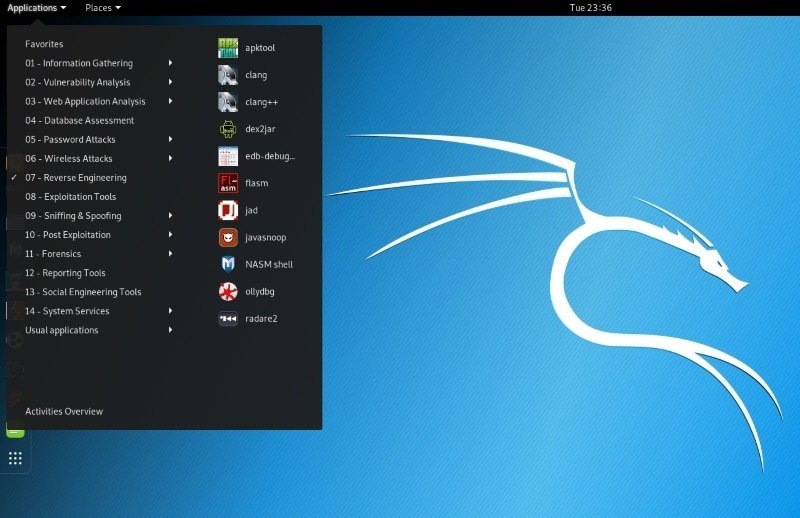 Applications Places Tue 23:36
Favorites
01 - Information Gathering
02 - Vulnerability Analysis
03 - Web Application Analysis
04 - Database Assessment
05 - Password Attacks
06 - Wireless Attacks
07 - Reverse Engineering
08 - Exploitation Tools
09 - Sniffing & Spoofing
10 - Post Exploitation
11 - Forensics
12 - Reporting Tools
13 - Social Engineering Tools
14 - System Services
Usual applications
Activities Overview
apktool
clang
clang++
dex2jar
edb-debug...
flasm
jad
javasnoop
NASM shell
ollydbg
radare2